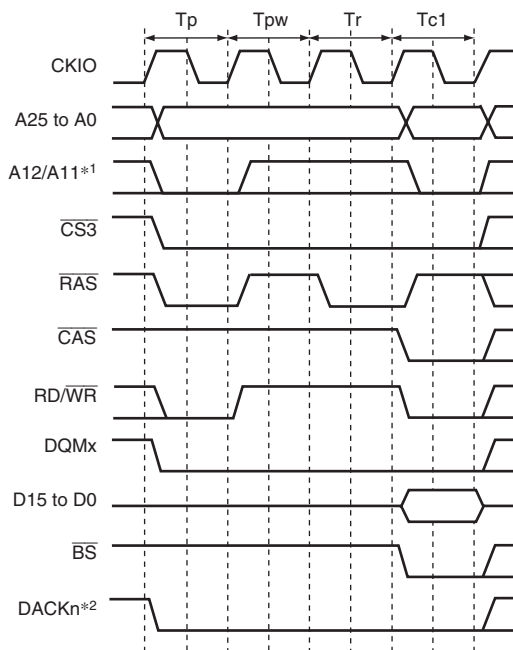 Tp Tpw Tr Tc1
CKIO
A25 to A0
A12/A11*1
CS3
RAS
CAS
RD/WR
DQMx
D15 to D0
BS
DACKn*2